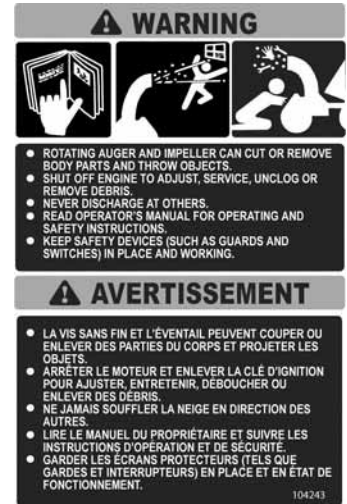 WARNING
● ROTATING AUGER AND IMPELLER CAN CUT OR REMOVE
BODY PARTS AND THROW OBJECTS.
● SHUT OFF ENGINE TO ADJUST, SERVICE, UNCLOG OR
REMOVE DEBRIS.
● NEVER DISCHARGE AT OTHERS.
● READ OPERATOR'S MANUAL FOR OPERATING AND
SAFETY INSTRUCTIONS.
● KEEP SAFETY DEVICES (SUCH AS GUARDS AND
SWITCHES) IN PLACE AND WORKING.
AVERTISSEMENT
● LA VIS SANS FIN ET L'ÉVENTAIL PEUVENT COUPER OU
ENLEVER DES PARTIES DU CORPS ET PROJETER LES
OBJETS.
● ARRÊTER LE MOTEUR ET ENLEVER LA CLÉ D'IGNITION
POUR AJUSTER, ENTRETENIR, DÉBOUCHER OU
ENLEVER DES DÉBRIS.
● NE JAMAIS SOUFFLER LA NEIGE EN DIRECTION DES
AUTRES.
● LIRE LE MANUEL DU PROPRIÉTAIRE ET SUIVRE LES
INSTRUCTIONS D'OPÉRATION ET DE SÉCURITÉ.
● GARDER LES ÉCRANS PROTECTEURS (TELS QUE
GARDES ET INTERRUPTEURS) EN PLACE ET EN ÉTAT DE
FONCTIONNEMENT.
104243